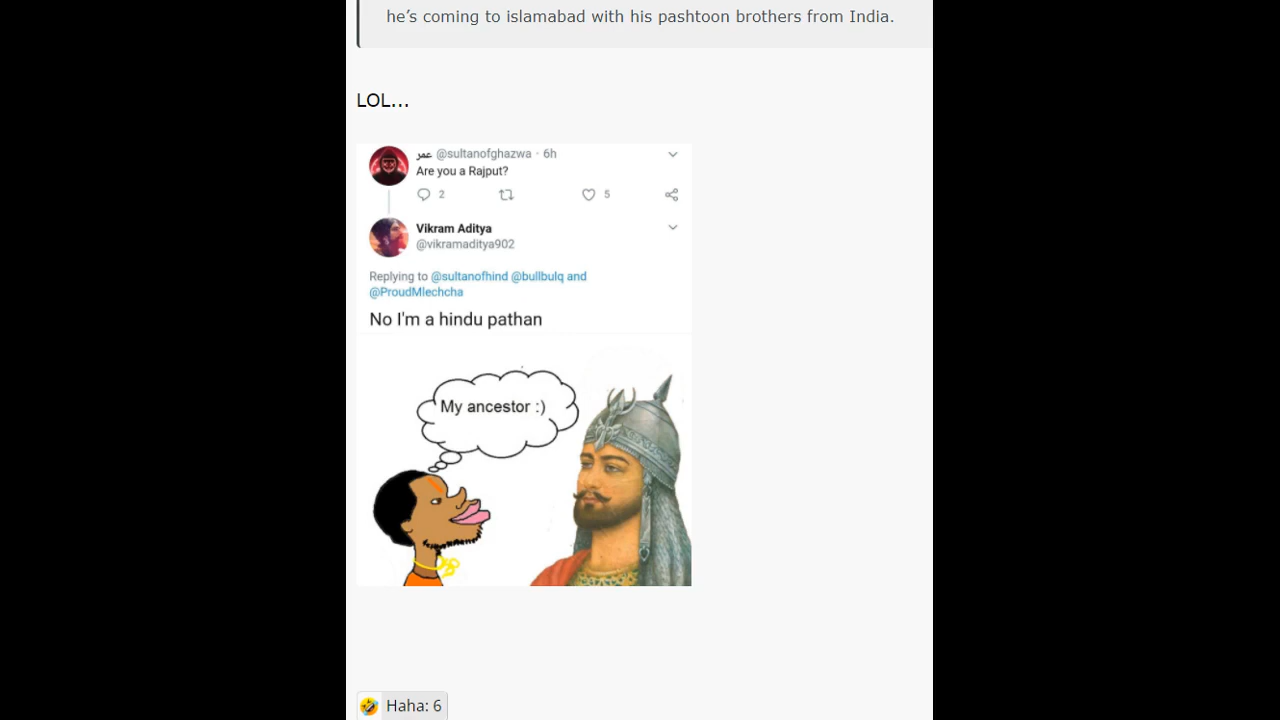 he’s coming to islamabad with his pashtoon brothers from India.
LOL...
عمر @sultanofghazwa · 6h
Are you a Rajput?
2 5
Vikram Aditya
@vikramaditya902
Replying to @sultanofhind @bullbulq and
@ProudMlechcha
No I'm a hindu pathan
My ancestor :)
Haha: 6